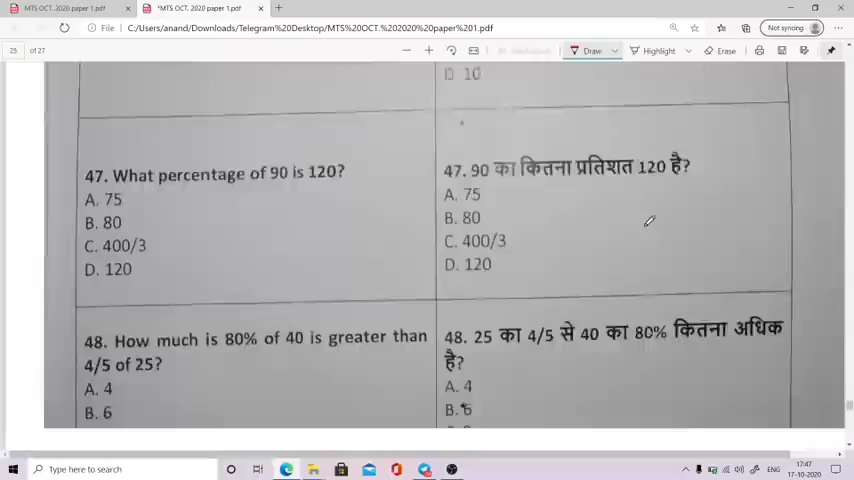 MTS OCT. 2020 paper 1.pdf
*MTS OCT. 2020 paper 1.pdf
File
C:/Users/anand/Downloads/Telegram%20Desktop/MTS%20OCT.%202020%20paper%201.pdf
Not syncing
25 of 27
Draw
Highlight
Erase
D. 10
47. What percentage of 90 is 120?
A. 75
B. 80
C. 400/3
D. 120
47. 90 का कितना प्रतिशत 120 है?
A. 75
B. 80
C. 400/3
D. 120
48. How much is 80% of 40 is greater than
4/5 of 25?
A. 4
B. 6
48. 25 का 4/5 से 40 का 80% कितना अधिक
है?
A. 4
B. 6
Type here to search
ENG
17:47
17-10-2020